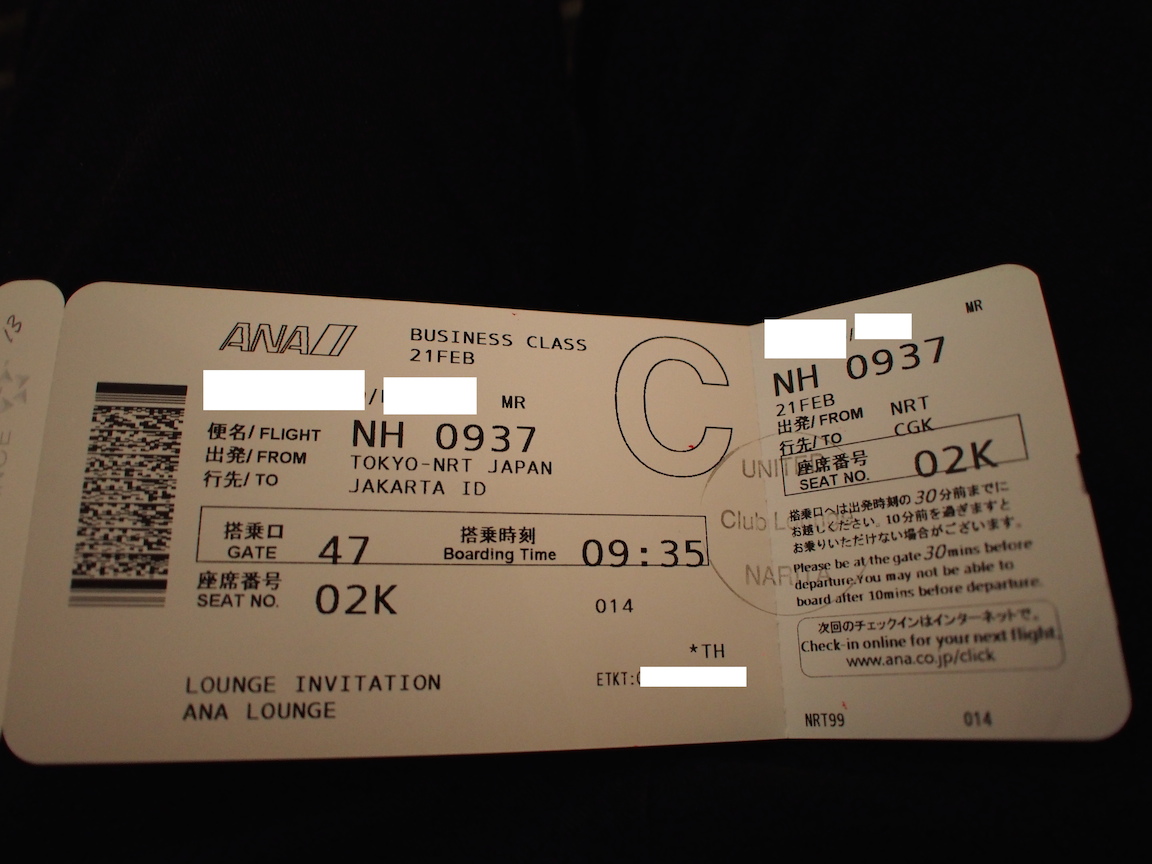 13
ANA
BUSINESS CLASS
21FEB
C
/
MR
便名/ FLIGHT NH 0937
出発/ FROM TOKYO-NRT JAPAN
行先/ TO JAKARTA ID
搭乗口 搭乗時刻
GATE 47 Boarding Time 09:35
座席番号
SEAT NO. 02K
014
*TH
ETKT:
LOUNGE INVITATION
ANA LOUNGE
UNITED
Club Lounge
NARITA
MR
/
NH 0937
21FEB
出発/ FROM NRT
行先/ TO CGK
座席番号
SEAT NO. 02K
搭乗口へは出発時刻の30分前までに
お越しください。10分前を過ぎますと
お乗りいただけない場合がございます。
Please be at the gate 30mins before
departure.You may not be able to
board after 10mins before departure.
次回のチェックインはインターネットで。
Check-in online for your next flight.
www.ana.co.jp/click
NRT99 014